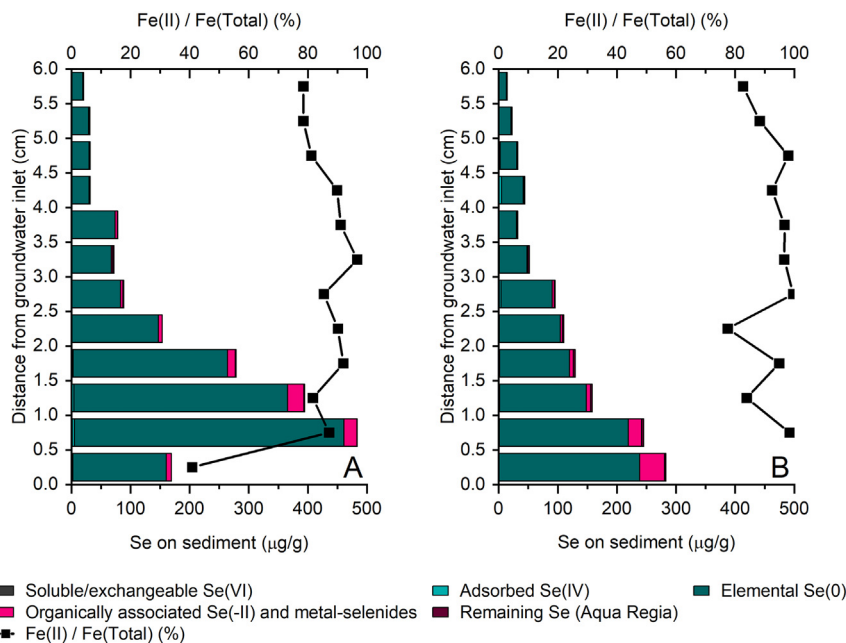 Fe(II) / Fe(Total) (%)
0 20 40 60 80 100
Distance from groundwater inlet (cm)
6.0
5.5
5.0
4.5
4.0
3.5
3.0
2.5
2.0
1.5
1.0
0.5
0.0
A
0 100 200 300 400 500
Se on sediment (µg/g)
Fe(II) / Fe(Total) (%)
0 20 40 60 80 100
Distance from groundwater inlet (cm)
6.0
5.5
5.0
4.5
4.0
3.5
3.0
2.5
2.0
1.5
1.0
0.5
0.0
B
0 100 200 300 400 500
Se on sediment (µg/g)
Soluble/exchangeable Se(VI)
Adsorbed Se(IV)
Elemental Se(0)
Organically associated Se(-II) and metal-selenides
Remaining Se (Aqua Regia)
Fe(II) / Fe(Total) (%)